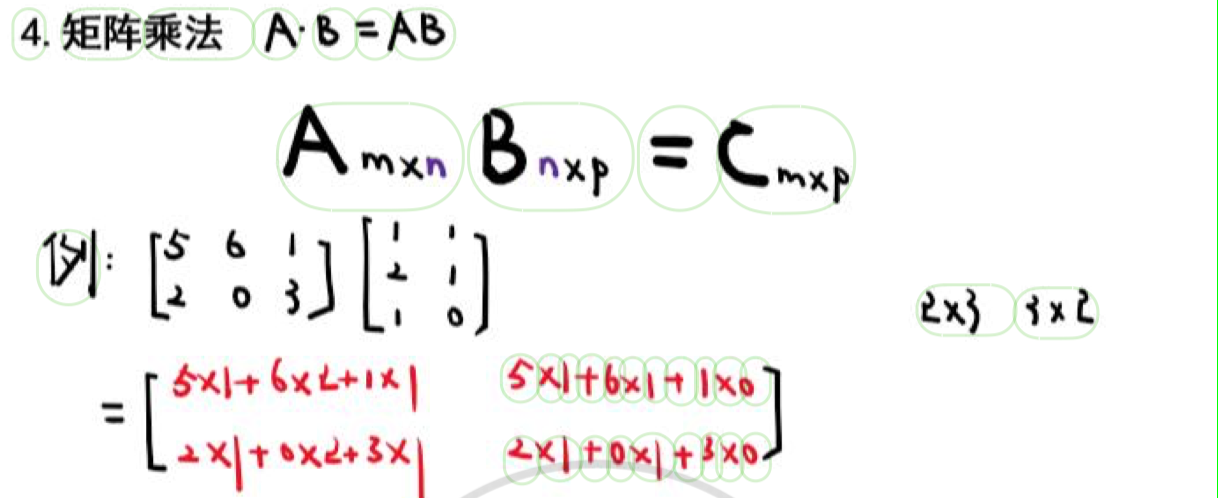 4. 矩阵乘法 A·B=AB
A m×n B n×p = C m×p
例: [5 6 1 [1 1
2 0 3] 2 1
1 0]
2×3 3×2
= [5×1+6×2+1×1 5×1+6×1+1×0
2×1+0×2+3×1 2×1+0×1+3×0]